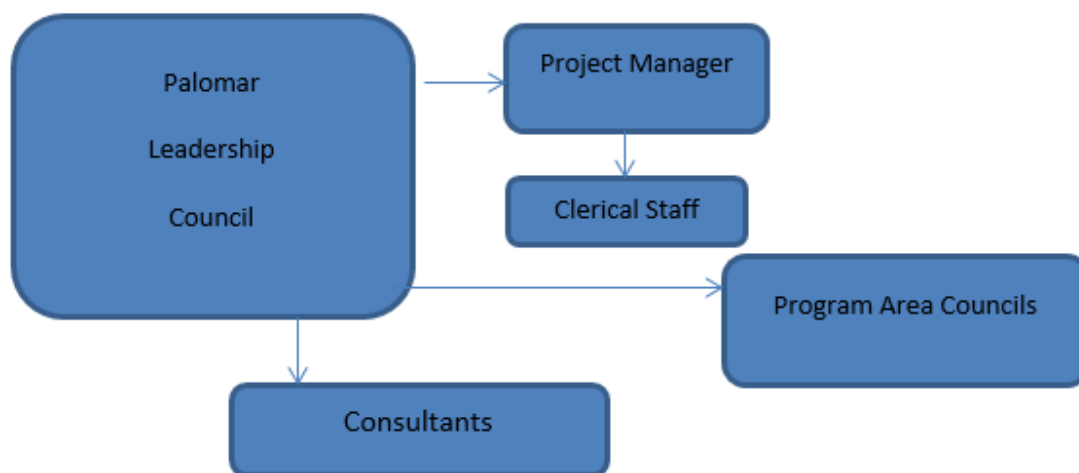 Palomar
Leadership
Council
Project Manager
Clerical Staff
Program Area Councils
Consultants